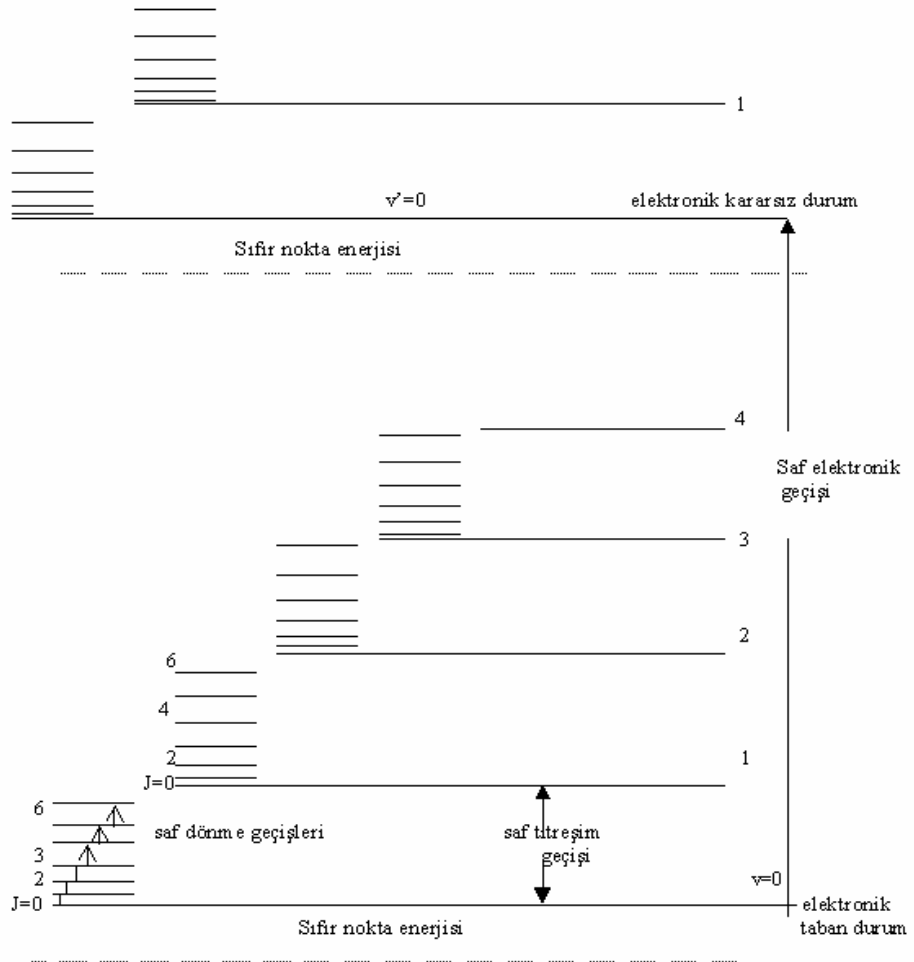 1
v'=0
elektronik kararsız durum
Sıfır nokta enerjisi
4
Saf elektronik
geçişi
3
2
6
4
2
1
J=0
6
saf dönme geçişleri
saf titreşim
geçişi
3
2
v=0
J=0
elektronik
taban durum
Sıfır nokta enerjisi